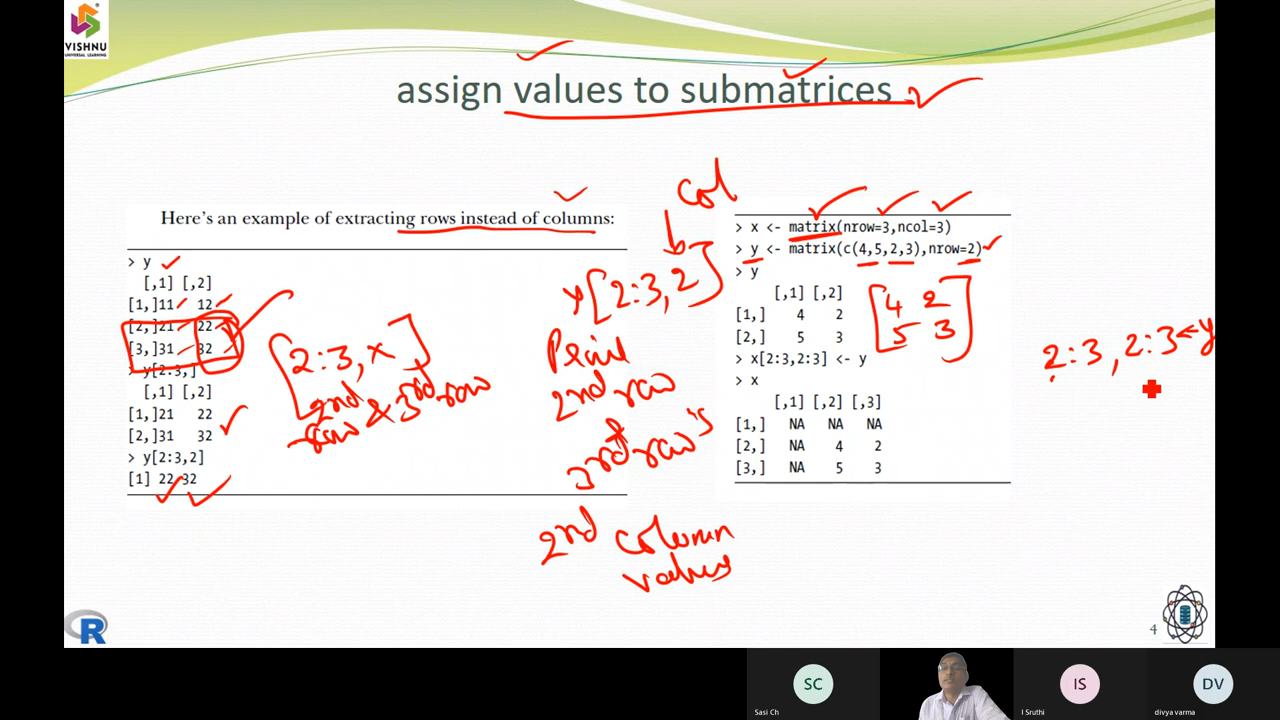 VISHNU
UNIVERSAL LEARNING
assign values to submatrices
Here's an example of extracting rows instead of columns:
> y
[,1] [,2]
[1,]11 12
[2,]21 22
[3,]31 32
> y[2:3,]
[,1] [,2]
[1,]21 22
[2,]31 32
> y[2:3,2]
[1] 22 32
[2:3, x]
2nd
row & 3rd row
col
y[2:3, 2]
2nd row
3rd row's
2nd column
values
> x <- matrix(nrow=3,ncol=3)
> y <- matrix(c(4,5,2,3),nrow=2)
> y
[,1] [,2]
[1,] 4 2
[2,] 5 3
> x[2:3,2:3] <- y
> x
[,1] [,2] [,3]
[1,] NA NA NA
[2,] NA 4 2
[3,] NA 5 3
4 2
5 3
2:3, 2:3 <- y
R
4
SC
Sasi Ch
IS
I Sruthi
DV
divya varma